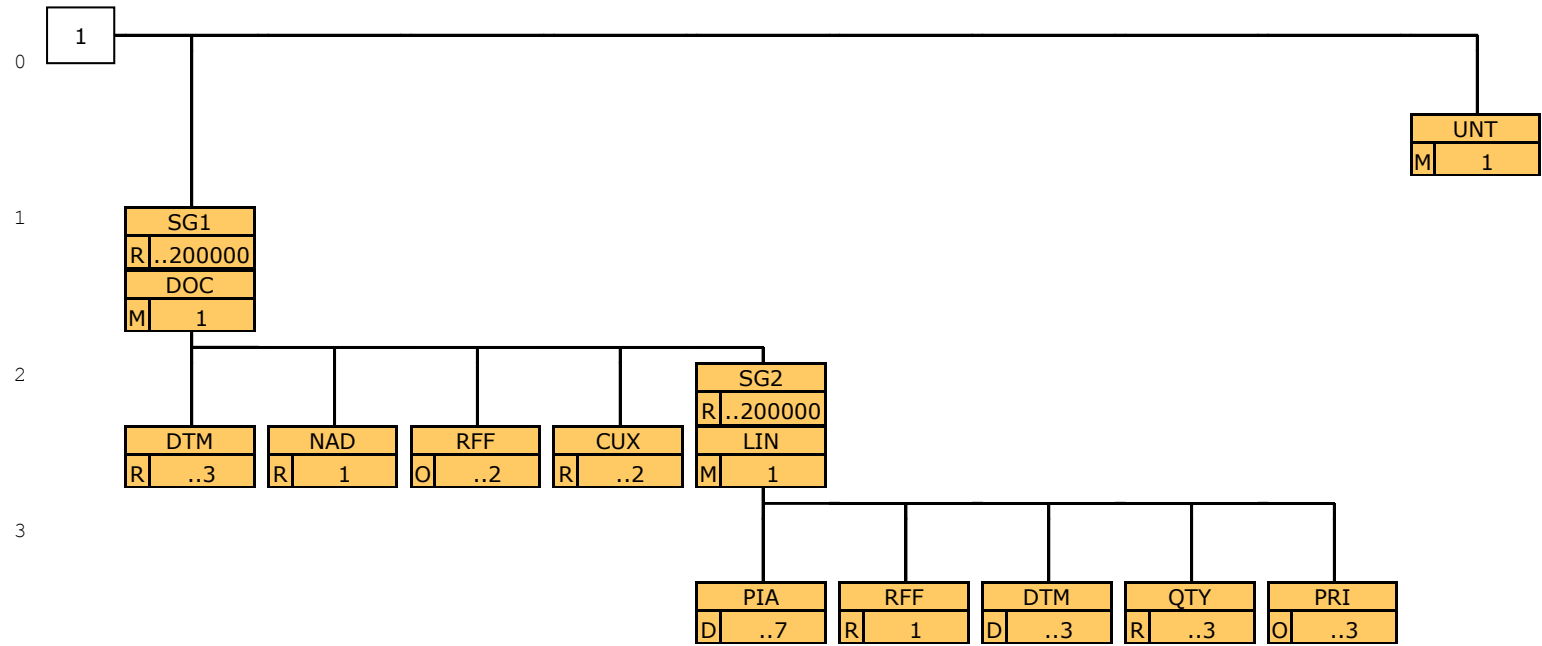 1
0
UNT
M 1
1
SG1
R ..200000
DOC
M 1
2
SG2
R ..200000
DTM NAD RFF CUX LIN
R ..3 R 1 O ..2 R ..2 M 1
3
PIA RFF DTM QTY PRI
D ..7 R 1 D ..3 R ..3 O ..3